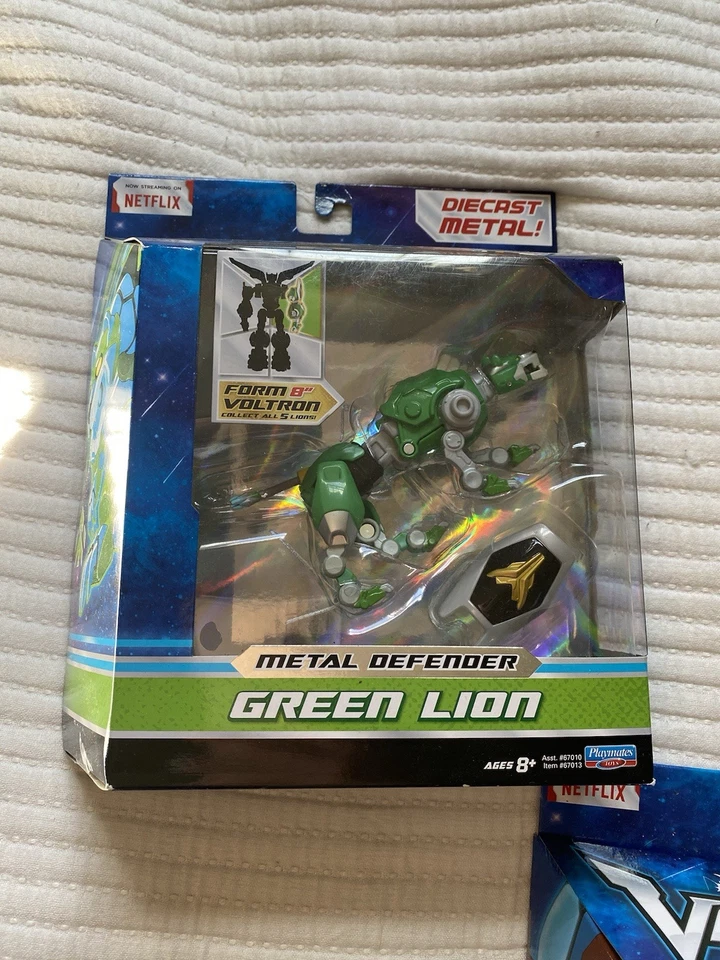 NOW STREAMING ON
NETFLIX
DIECAST
METAL!
FORM 8"
VOLTRON
COLLECT ALL 5 LIONS!
METAL DEFENDER
GREEN LION
AGES 8+
Asst. #67010
Item #67013
Playmates
TOYS
NETFLIX